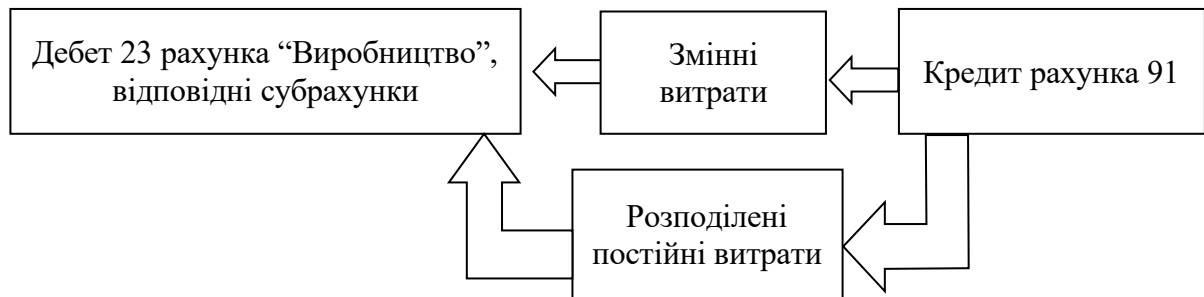 Дебет 23 рахунка “Виробництво”,
відповідні субрахунки
Змінні
витрати
Кредит рахунка 91
Розподілені
постійні витрати